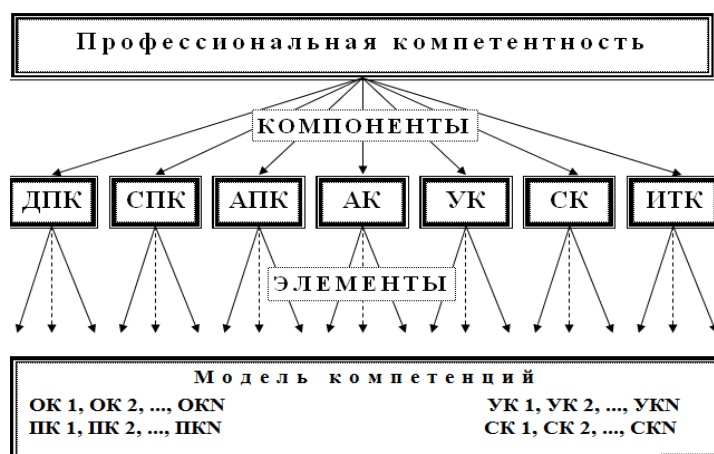 Профессиональная компетентность
КОМПОНЕНТЫ
ДПК СПК АПК АК УК СК ИТК
ЭЛЕМЕНТЫ
Модель компетенций
ОК 1, ОК 2, ..., ОКN УК 1, УК 2, ..., УКN
ПК 1, ПК 2, ..., ПКN СК 1, СК 2, ..., СКN